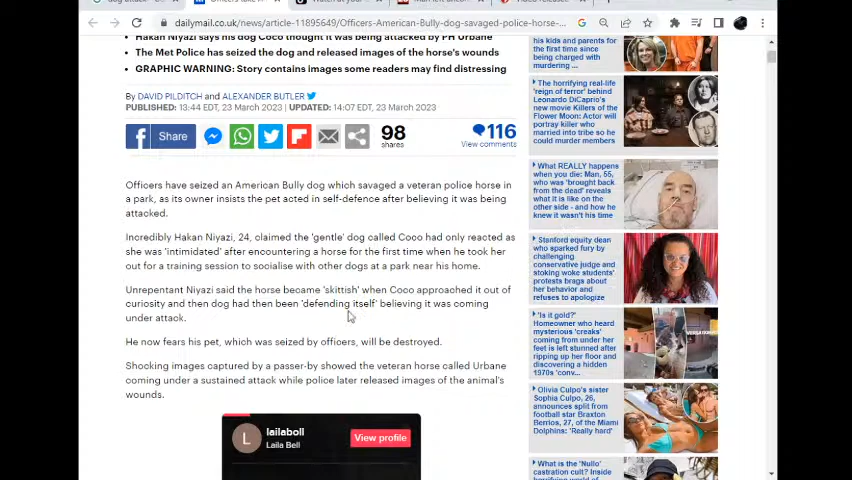 dailymail.co.uk/news/article-11895649/Officers-American-Bully-dog-savaged-police-horse-...
Hakan Niyazi says his dog Coco thought it was being attacked by PH Urbane
The Met Police has seized the dog and released images of the horse's wounds
GRAPHIC WARNING: Story contains images some readers may find distressing
By DAVID PILDITCH and ALEXANDER BUTLER
PUBLISHED: 13:44 EDT, 23 March 2023 | UPDATED: 14:07 EDT, 23 March 2023
Share
98
shares
116
View comments
Officers have seized an American Bully dog which savaged a veteran police horse in
a park, as its owner insists the pet acted in self-defence after believing it was being
attacked.
Incredibly Hakan Niyazi, 24, claimed the 'gentle' dog called Coco had only reacted as
she was 'intimidated' after encountering a horse for the first time when he took her
out for a training session to socialise with other dogs at a park near his home.
Unrepentant Niyazi said the horse became 'skittish' when Coco approached it out of
curiosity and then dog had then been 'defending itself' believing it was coming
under attack.
He now fears his pet, which was seized by officers, will be destroyed.
Shocking images captured by a passer-by showed the veteran horse called Urbane
coming under a sustained attack while police later released images of the animal's
wounds.
L
lailaboll
Laila Bell
View profile
his kids and parents for
the first time since
being charged with
murdering ...
The horrifying real-life
'reign of terror' behind
Leonardo DiCaprio's
new movie Killers of the
Flower Moon: Actor
will portray killer who
married into tribe so he
could murder members
What REALLY happens
when you die: Man, 55,
who was 'brought back
from the dead' reveals
what it is like on the
other side - and how he
knew it wasn't his time
Stanford equity dean
who sparked fury by
challenging
conservative judge and
stoking woke students'
protests brags about
her behavior and
refuses to apologize
'Is it gold?'
Homeowner who heard
mysterious 'creaks'
coming from under her
feet is left stunned after
ripping up her floor and
discovering a hidden
1970s 'conv...
Olivia Culpo's sister
Sophia Culpo, 26,
announces split from
football star Braxton
Berrios, 27, of the Miami
Dolphins: 'Really hard'
What is the 'Nullo'
castration cult? Inside